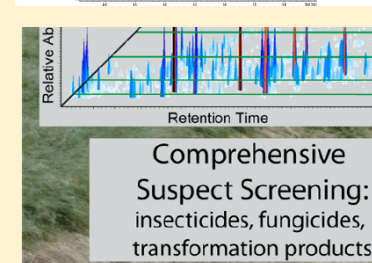 Relative Ab
Retention Time
Comprehensive
Suspect Screening:
insecticides, fungicides,
transformation products